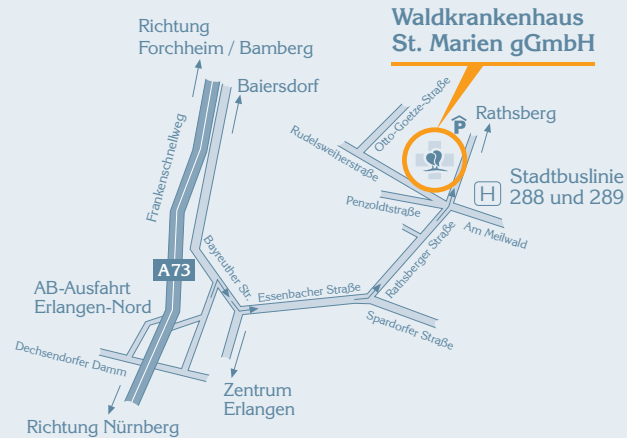 Waldkrankenhaus
St. Marien gGmbH
Richtung
Forchheim / Bamberg
Baiersdorf
Otto-Goetze-Straße
P
Rathsberg
Rudelsweiherstraße
Frankenschnellweg
Penzoldtstraße
H
Stadtbuslinie
288 und 289
Am Meilwald
Bayreuther Str.
Rathsberger Straße
A73
AB-Ausfahrt
Erlangen-Nord
Essenbacher Straße
Spardorfer Straße
Dechsendorfer Damm
Zentrum
Erlangen
Richtung Nürnberg